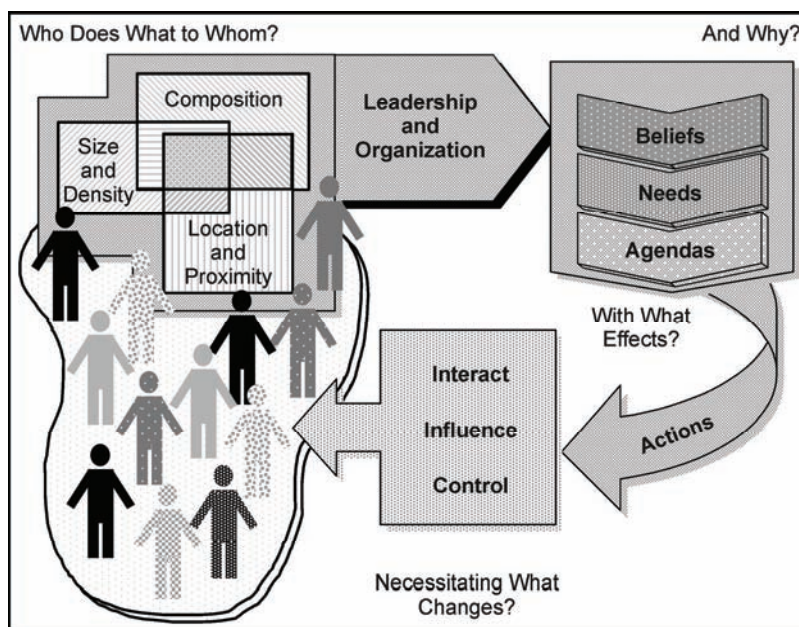 Who Does What to Whom?
And Why?
Composition
Size
and
Density
Location
and
Proximity
Leadership
and
Organization
Beliefs
Needs
Agendas
With What
Effects?
Actions
Interact
Influence
Control
Necessitating What
Changes?